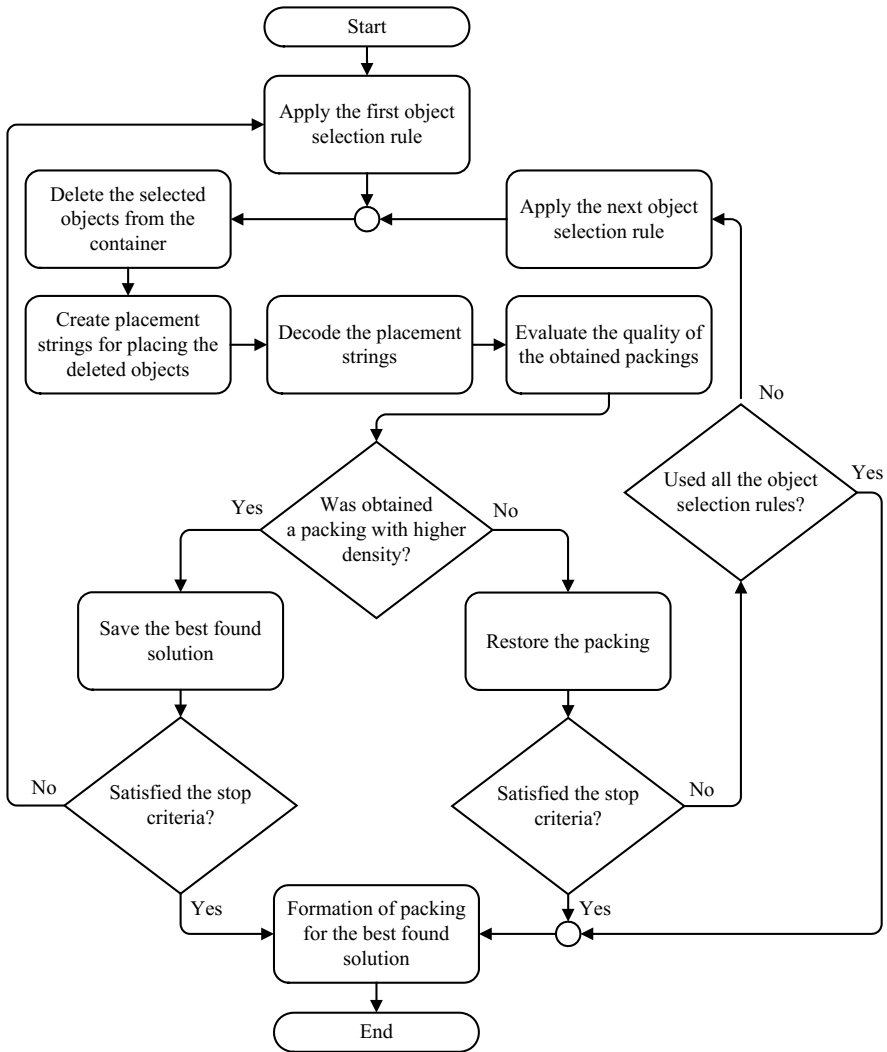 Start
Apply the first object
selection rule
Delete the selected
objects from the
container
Apply the next object
selection rule
Create placement
strings for placing the
deleted objects
Decode the placement
strings
Evaluate the quality of
the obtained packings
No
Used all the object
selection rules?
Yes
Yes
Was obtained
a packing with higher
density?
No
Save the best found
solution
Restore the packing
No
Satisfied the stop
criteria?
Satisfied the stop
criteria?
No
Yes
Formation of packing
for the best found
solution
Yes
End